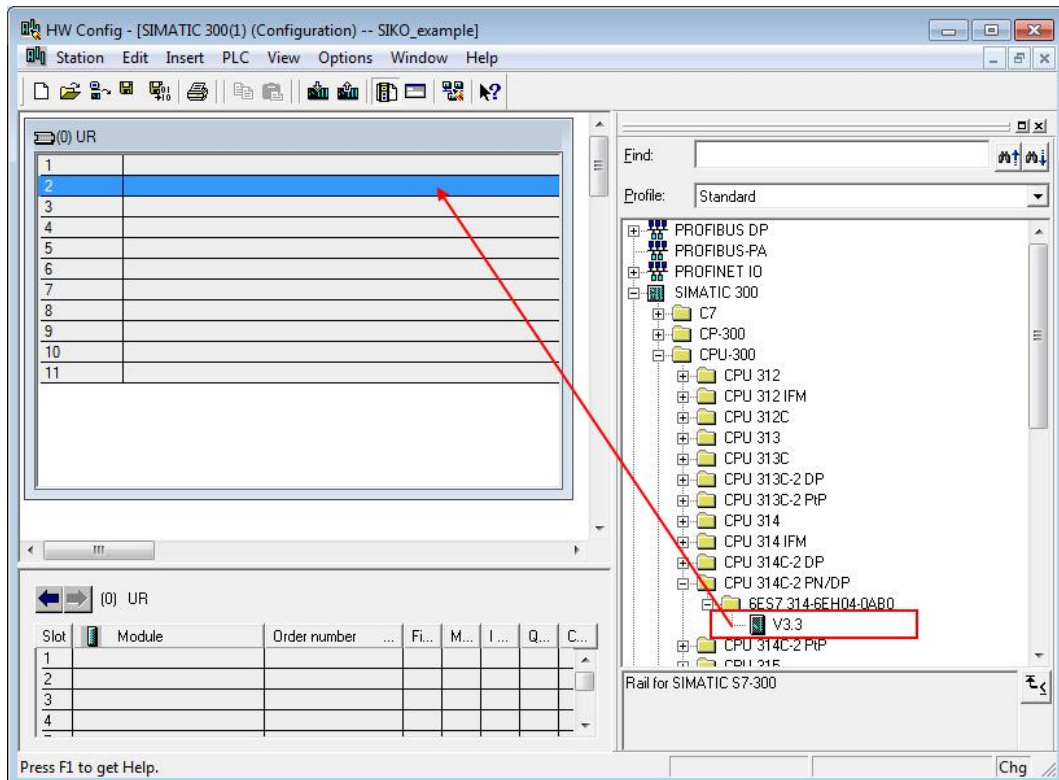 HW Config - [SIMATIC 300(1) (Configuration) -- SIKO_example]
Station Edit Insert PLC View Options Window Help
(0) UR
1
2
3
4
5
6
7
8
9
10
11
Find:
Profile: Standard
PROFIBUS DP
PROFIBUS-PA
PROFINET IO
SIMATIC 300
C7
CP-300
CPU-300
CPU 312
CPU 312 IFM
CPU 312C
CPU 313
CPU 313C
CPU 313C-2 DP
CPU 313C-2 PtP
CPU 314
CPU 314 IFM
CPU 314C-2 DP
CPU 314C-2 PN/DP
6ES7 314-6EH04-0AB0
V3.3
CPU 314C-2 PtP
CPU 315
(0) UR
Slot Module Order number ... Fi... M... I ... Q... C...
1
2
3
4
Rail for SIMATIC S7-300
Press F1 to get Help.
Chg